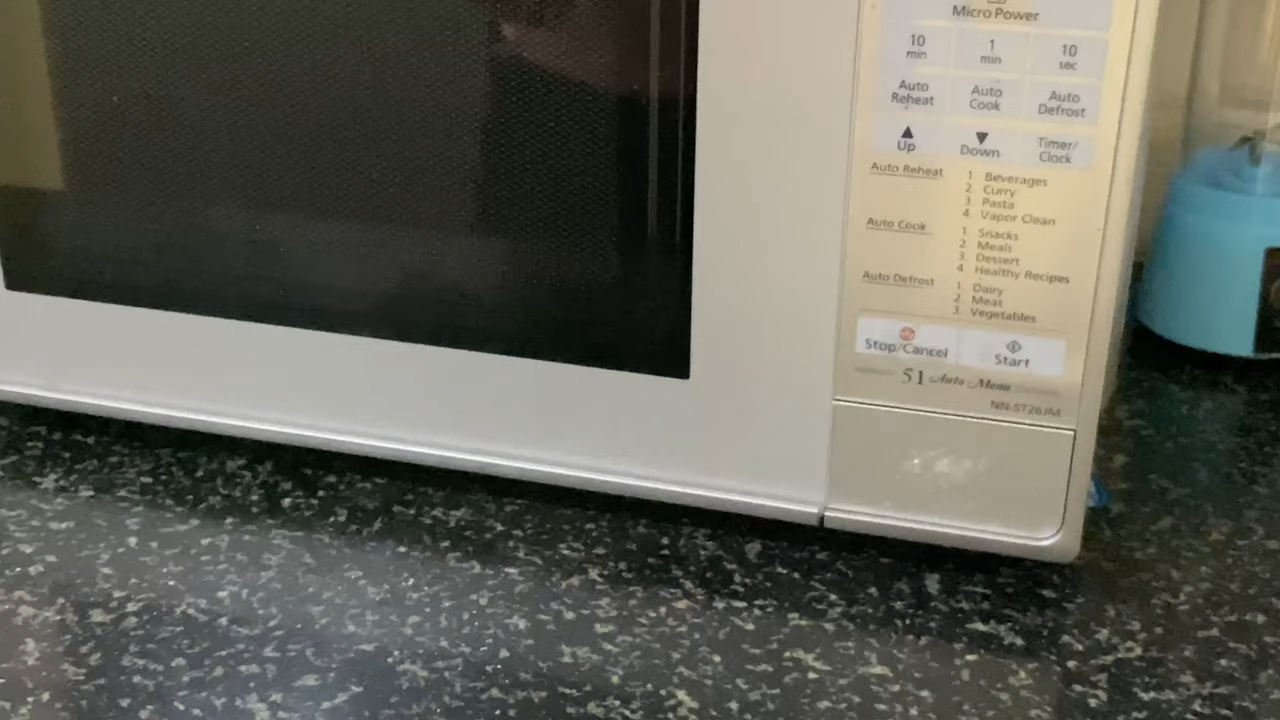 Micro Power
10 min
1 min
10 sec
Auto Reheat
Auto Cook
Auto Defrost
Up
Down
Timer/Clock
Auto Reheat
1. Beverages
2. Curry
3. Pasta
4. Vapor Clean
Auto Cook
1. Snacks
2. Meals
3. Dessert
4. Healthy Recipes
Auto Defrost
1. Dairy
2. Meat
3. Vegetables
Stop/Cancel
Start
51 Auto Menu
NN-ST26JM